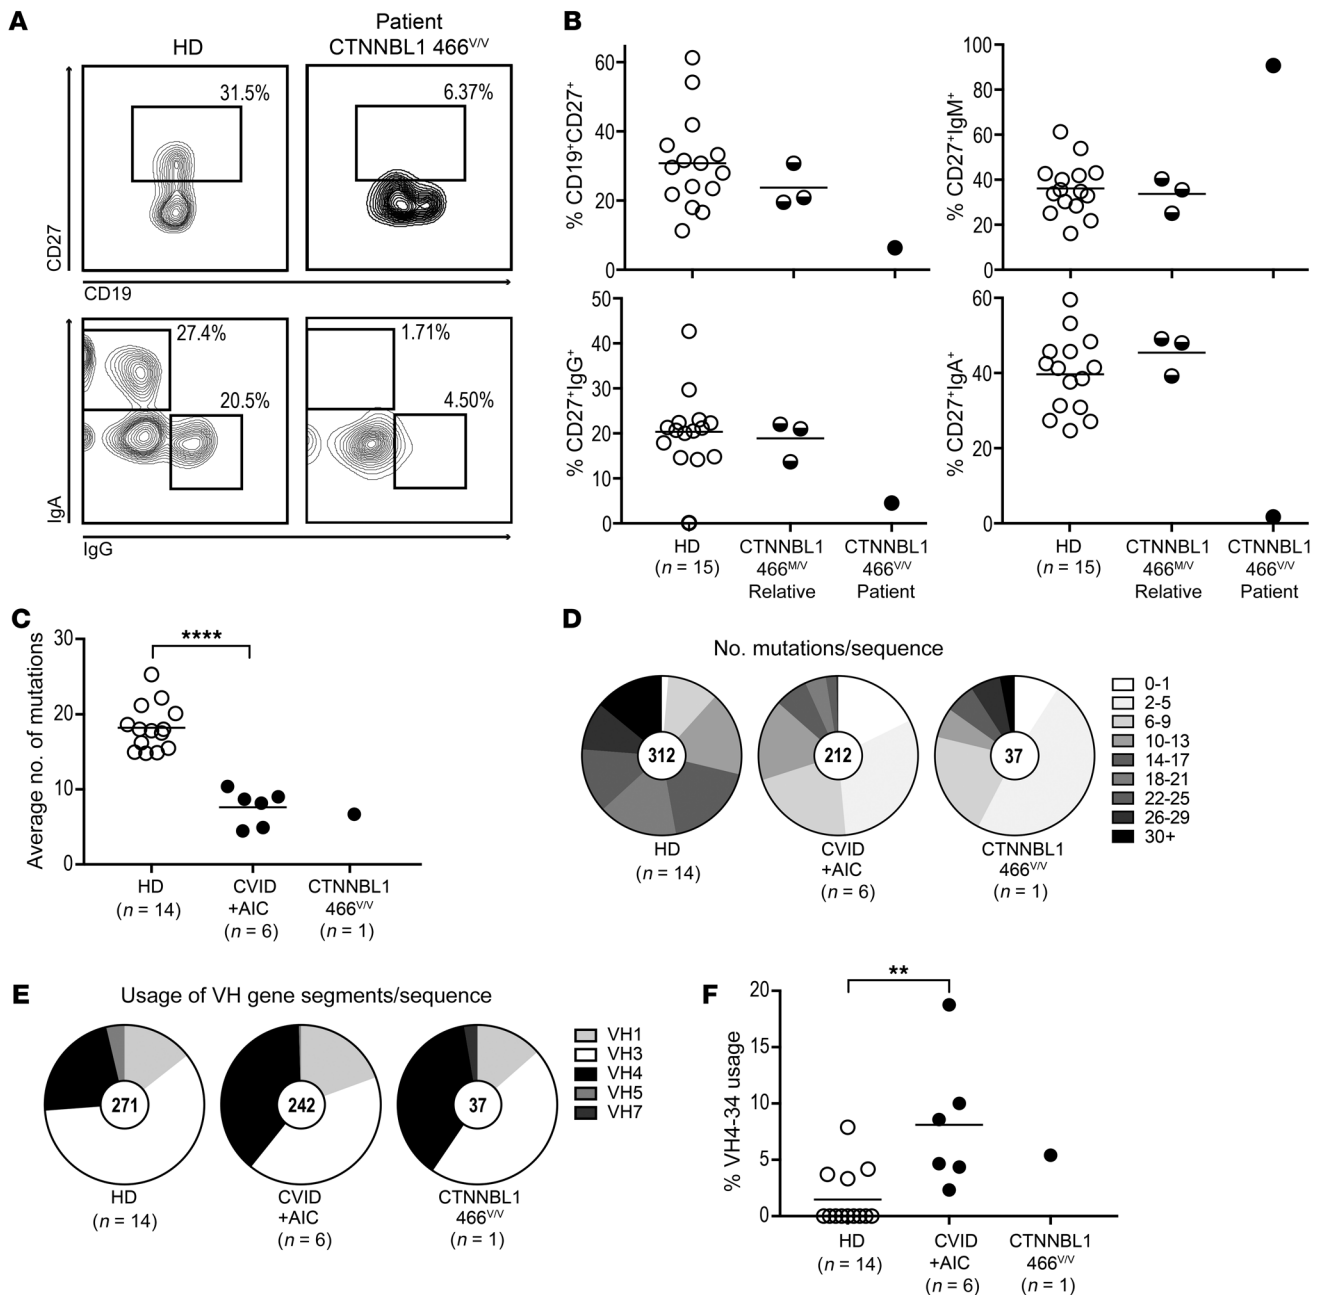 A
HD
Patient
CTNNBL1 466V/V
31.5%
6.37%
CD27
CD19
27.4%
20.5%
1.71%
4.50%
IgA
IgG
B
% CD19+CD27+
60
40
20
0
% CD27+IgM+
100
80
60
40
20
0
% CD27+IgG+
50
40
30
20
10
0
HD
(n = 15)
CTNNBL1
466M/V
Relative
CTNNBL1
466V/V
Patient
% CD27+IgA+
60
40
20
0
HD
(n = 15)
CTNNBL1
466M/V
Relative
CTNNBL1
466V/V
Patient
C
Average no. of mutations
30
20
10
0
****
HD
(n = 14)
CVID
+AIC
(n = 6)
CTNNBL1
466V/V
(n = 1)
D
No. mutations/sequence
312
212
37
HD
(n = 14)
CVID
+AIC
(n = 6)
CTNNBL1
466V/V
(n = 1)
0-1
2-5
6-9
10-13
14-17
18-21
22-25
26-29
30+
E
Usage of VH gene segments/sequence
271
242
37
HD
(n = 14)
CVID
+AIC
(n = 6)
CTNNBL1
466V/V
(n = 1)
VH1
VH3
VH4
VH5
VH7
F
% VH4-34 usage
20
15
10
5
0
**
HD
(n = 14)
CVID
+AIC
(n = 6)
CTNNBL1
466V/V
(n = 1)